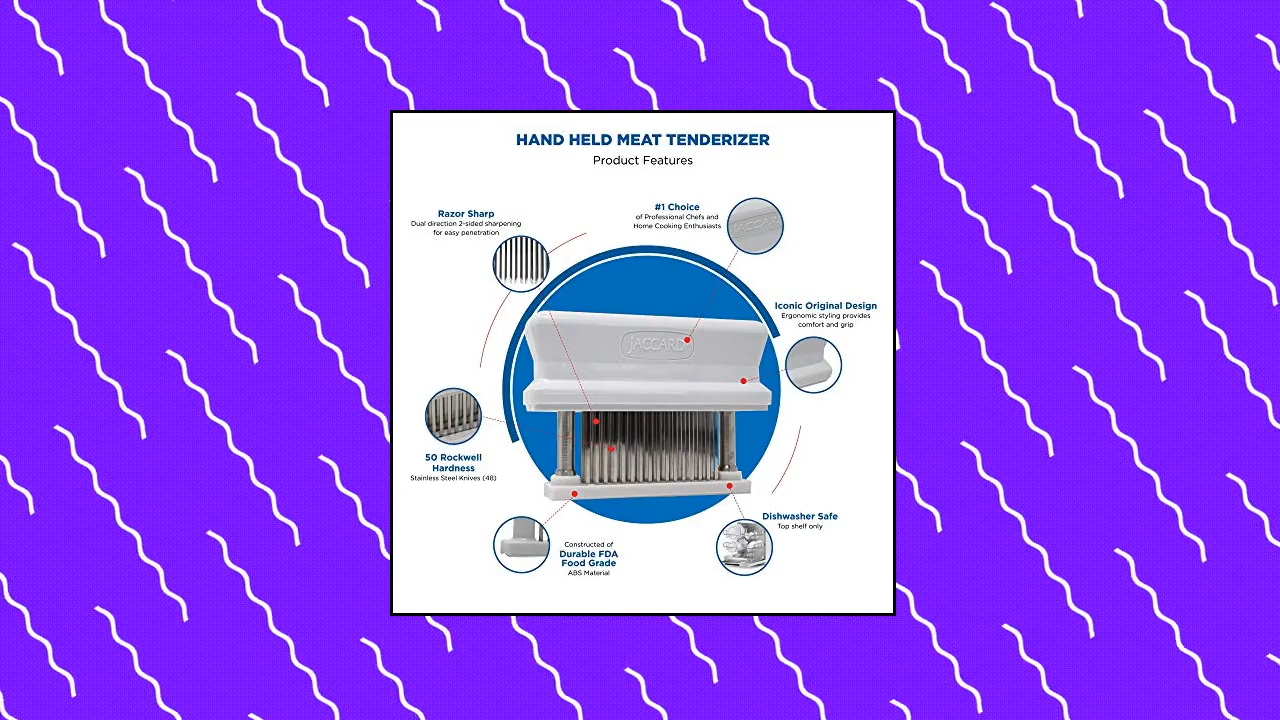 HAND HELD MEAT TENDERIZER
Product Features
#1 Choice
of Professional Chefs and
Home Cooking Enthusiasts
JACCARD
Razor Sharp
Dual direction 2-sided sharpening
for easy penetration
Iconic Original Design
Ergonomic styling provides
comfort and grip
JACCARD
50 Rockwell
Hardness
Stainless Steel Knives (48)
Dishwasher Safe
Top shelf only
Constructed of
Durable FDA
Food Grade
ABS Material